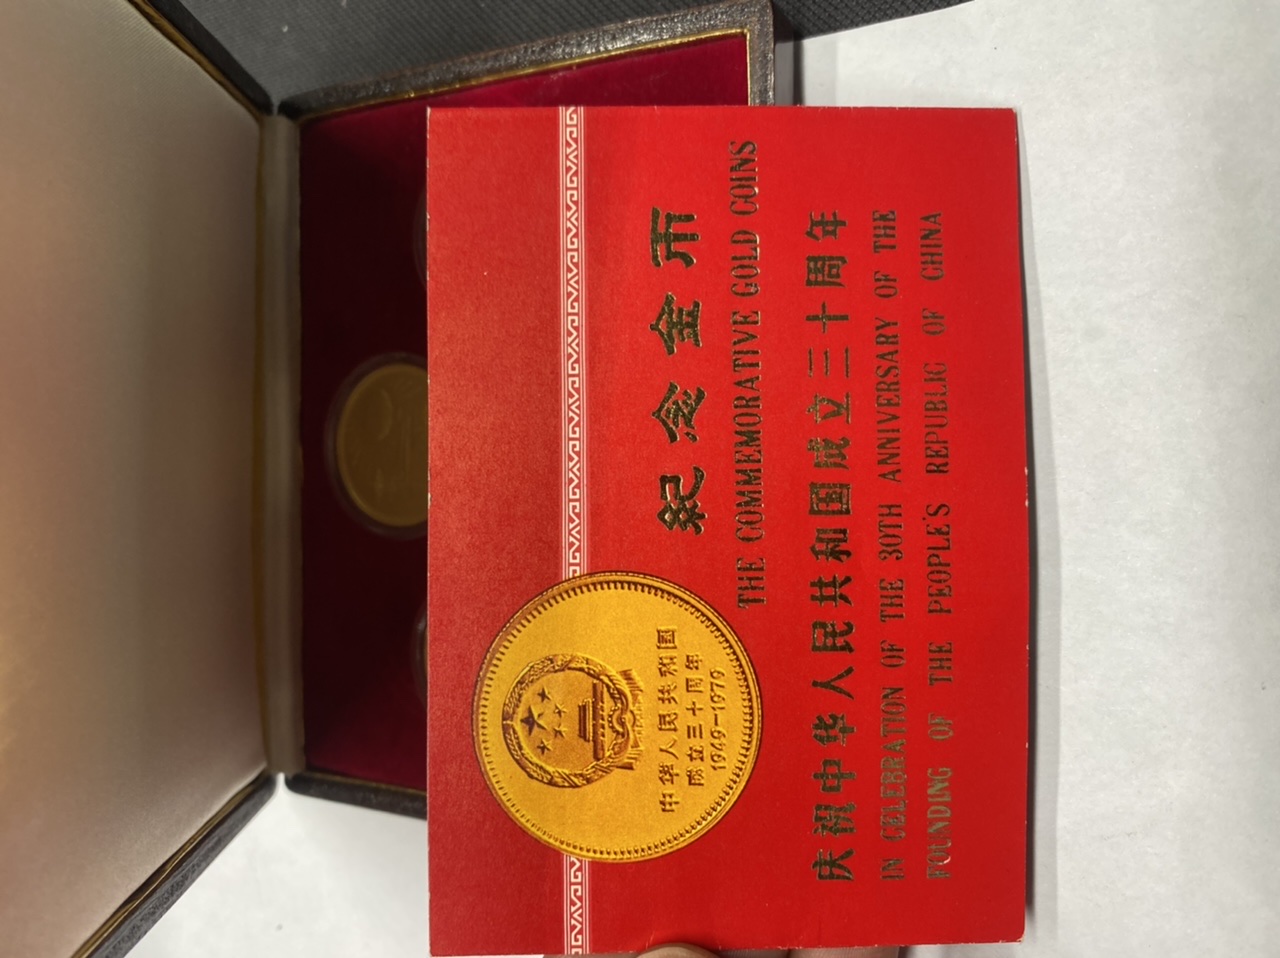 中华人民共和国
成立三十周年
1949-1979
紀念金币
THE COMMEMORATIVE GOLD COINS
庆祝中华人民共和国成立三十周年
IN CELEBRATION OF THE 30TH ANNIVERSARY OF THE
FOUNDING OF THE PEOPLE'S REPUBLIC OF CHINA